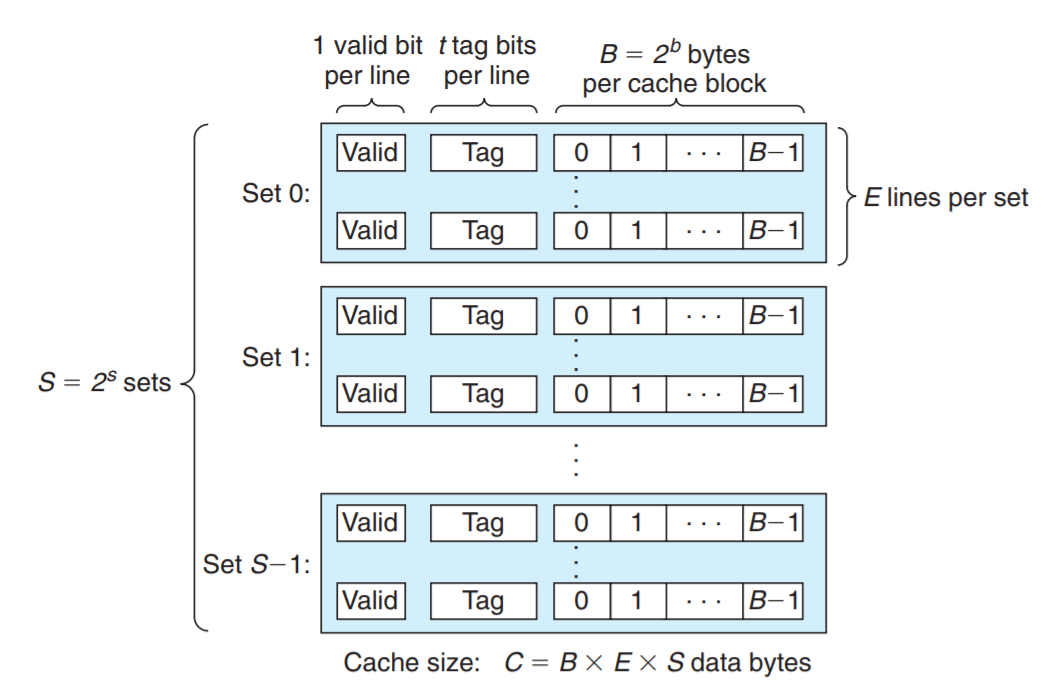 1 valid bit per line
t tag bits per line
B = 2^b bytes per cache block
Valid Tag 0 1 · · · B−1
Set 0:
E lines per set
Valid Tag 0 1 · · · B−1
Valid Tag 0 1 · · · B−1
Set 1:
Valid Tag 0 1 · · · B−1
S = 2^s sets
Valid Tag 0 1 · · · B−1
Set S−1:
Valid Tag 0 1 · · · B−1
Cache size: C = B × E × S data bytes